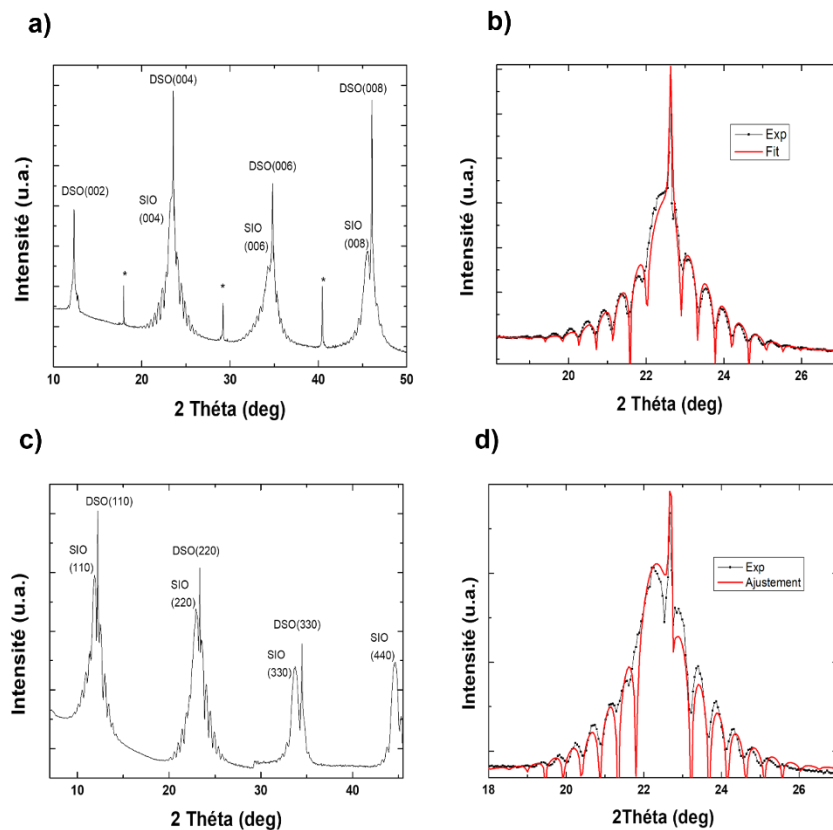 a)
DSO(004)
DSO(008)
DSO(006)
DSO(002)
SIO
(004)
SIO
(006)
SIO
(008)
*
*
*
Intensité (u.a.)
10
20
30
40
50
2 Théta (deg)
b)
Exp
Fit
Intensité (u.a.)
20
22
24
26
2 Théta (deg)
c)
DSO(110)
SIO
(110)
DSO(220)
SIO
(220)
DSO(330)
SIO
(330)
SIO
(440)
Intensité (u.a.)
10
20
30
40
2 Théta (deg)
d)
Exp
Ajustement
Intensité (u.a.)
18
20
22
24
26
2Théta (deg)